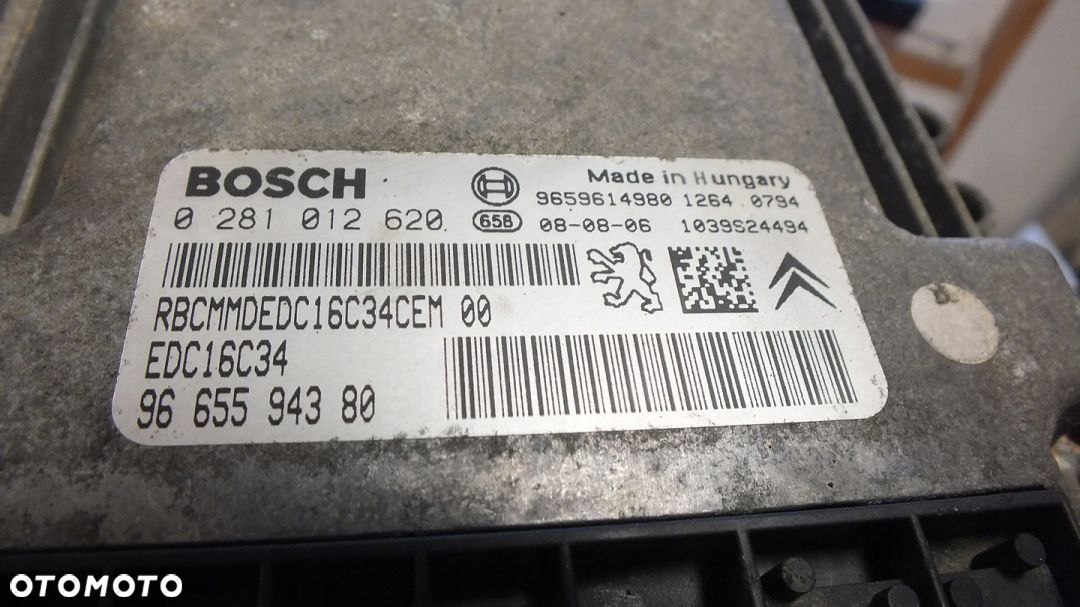 BOSCH
Made in Hungary
9659614980 1264 0794
0 281 012 620
658
08-08-06 1039S24494
RBCMMDEDC16C34CEM 00
EDC16C34
96 655 943 80
OTOMOTO